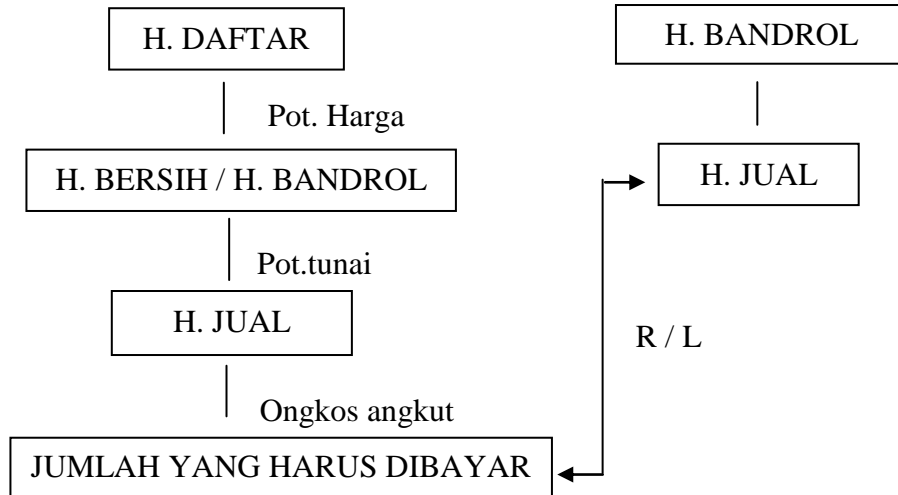 H. DAFTAR
H. BANDROL
Pot. Harga
H. BERSIH / H. BANDROL
H. JUAL
Pot.tunai
H. JUAL
R / L
Ongkos angkut
JUMLAH YANG HARUS DIBAYAR